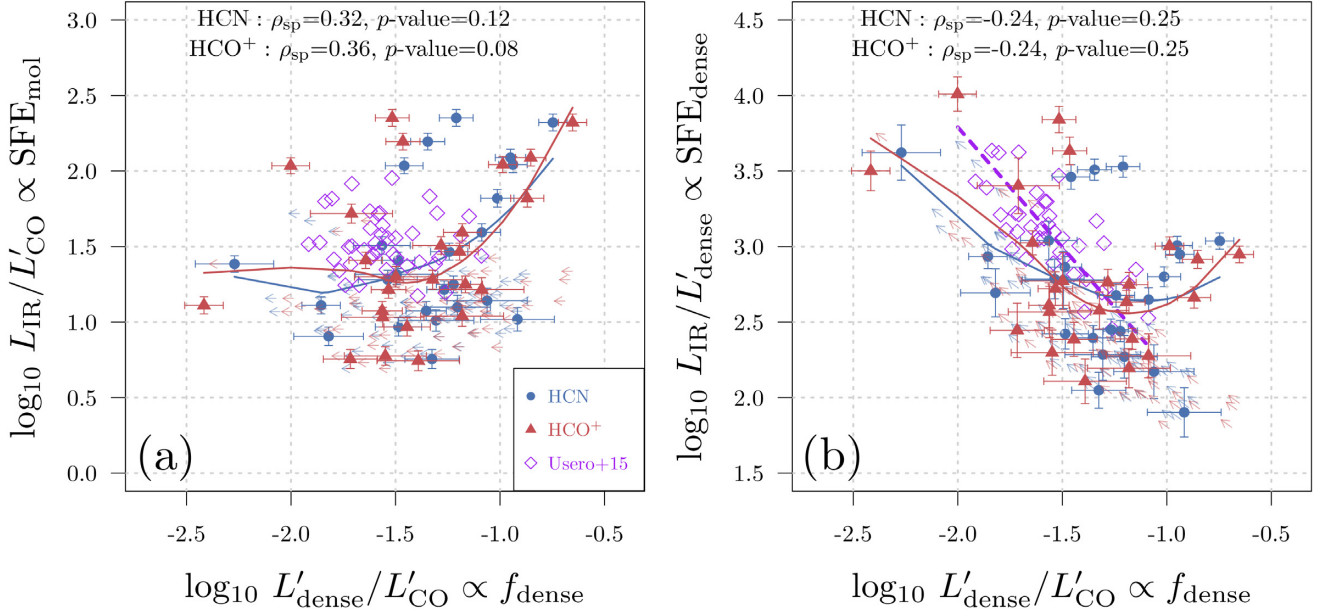 HCN : ρsp=0.32, p-value=0.12
HCO+ : ρsp=0.36, p-value=0.08
log10 LIR/L′CO ∝ SFEmol
3.0
2.5
2.0
1.5
1.0
0.5
0.0
HCN
HCO+
Usero+15
(a)
-2.5 -2.0 -1.5 -1.0 -0.5
log10 L′dense/L′CO ∝ fdense
HCN : ρsp=-0.24, p-value=0.25
HCO+ : ρsp=-0.24, p-value=0.25
log10 LIR/L′dense ∝ SFEdense
4.5
4.0
3.5
3.0
2.5
2.0
1.5
(b)
-2.5 -2.0 -1.5 -1.0 -0.5
log10 L′dense/L′CO ∝ fdense